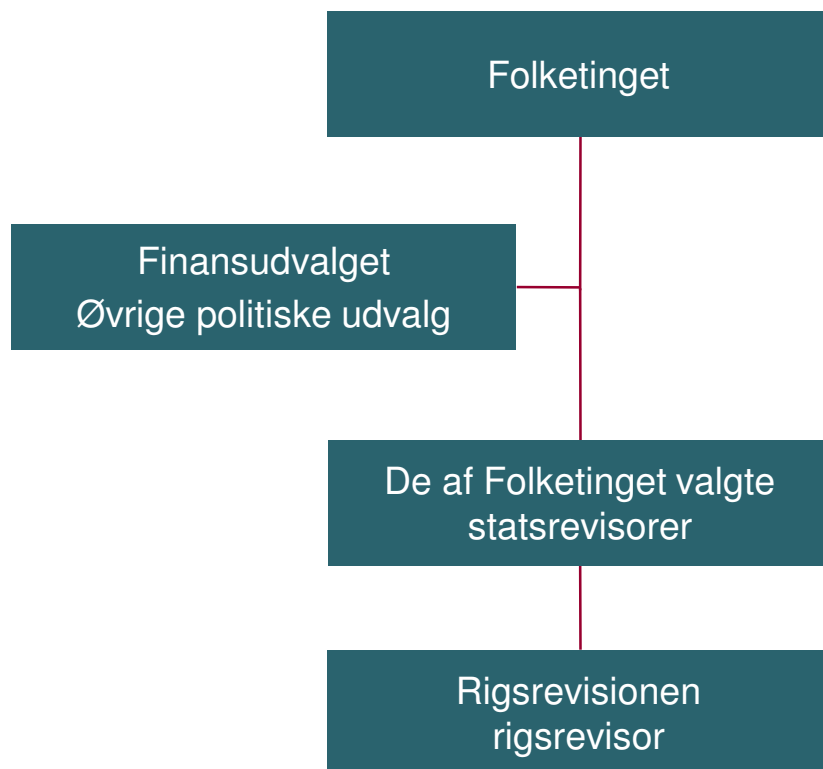 Folketinget
Finansudvalget
Øvrige politiske udvalg
De af Folketinget valgte
statsrevisorer
Rigsrevisionen
rigsrevisor